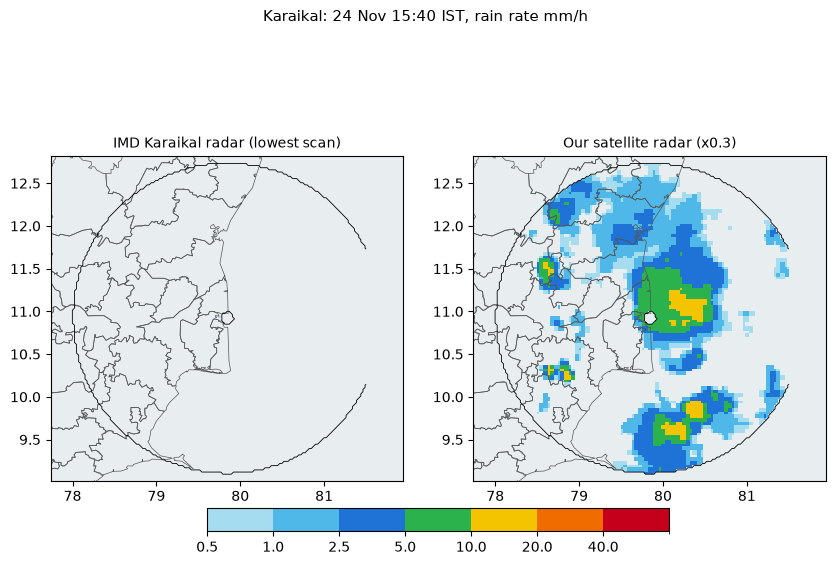 Karaikal: 24 Nov 15:40 IST, rain rate mm/h
IMD Karaikal radar (lowest scan)
Our satellite radar (x0.3)
12.5
12.0
11.5
11.0
10.5
10.0
9.5
78 79 80 81
12.5
12.0
11.5
11.0
10.5
10.0
9.5
78 79 80 81
0.5 1.0 2.5 5.0 10.0 20.0 40.0